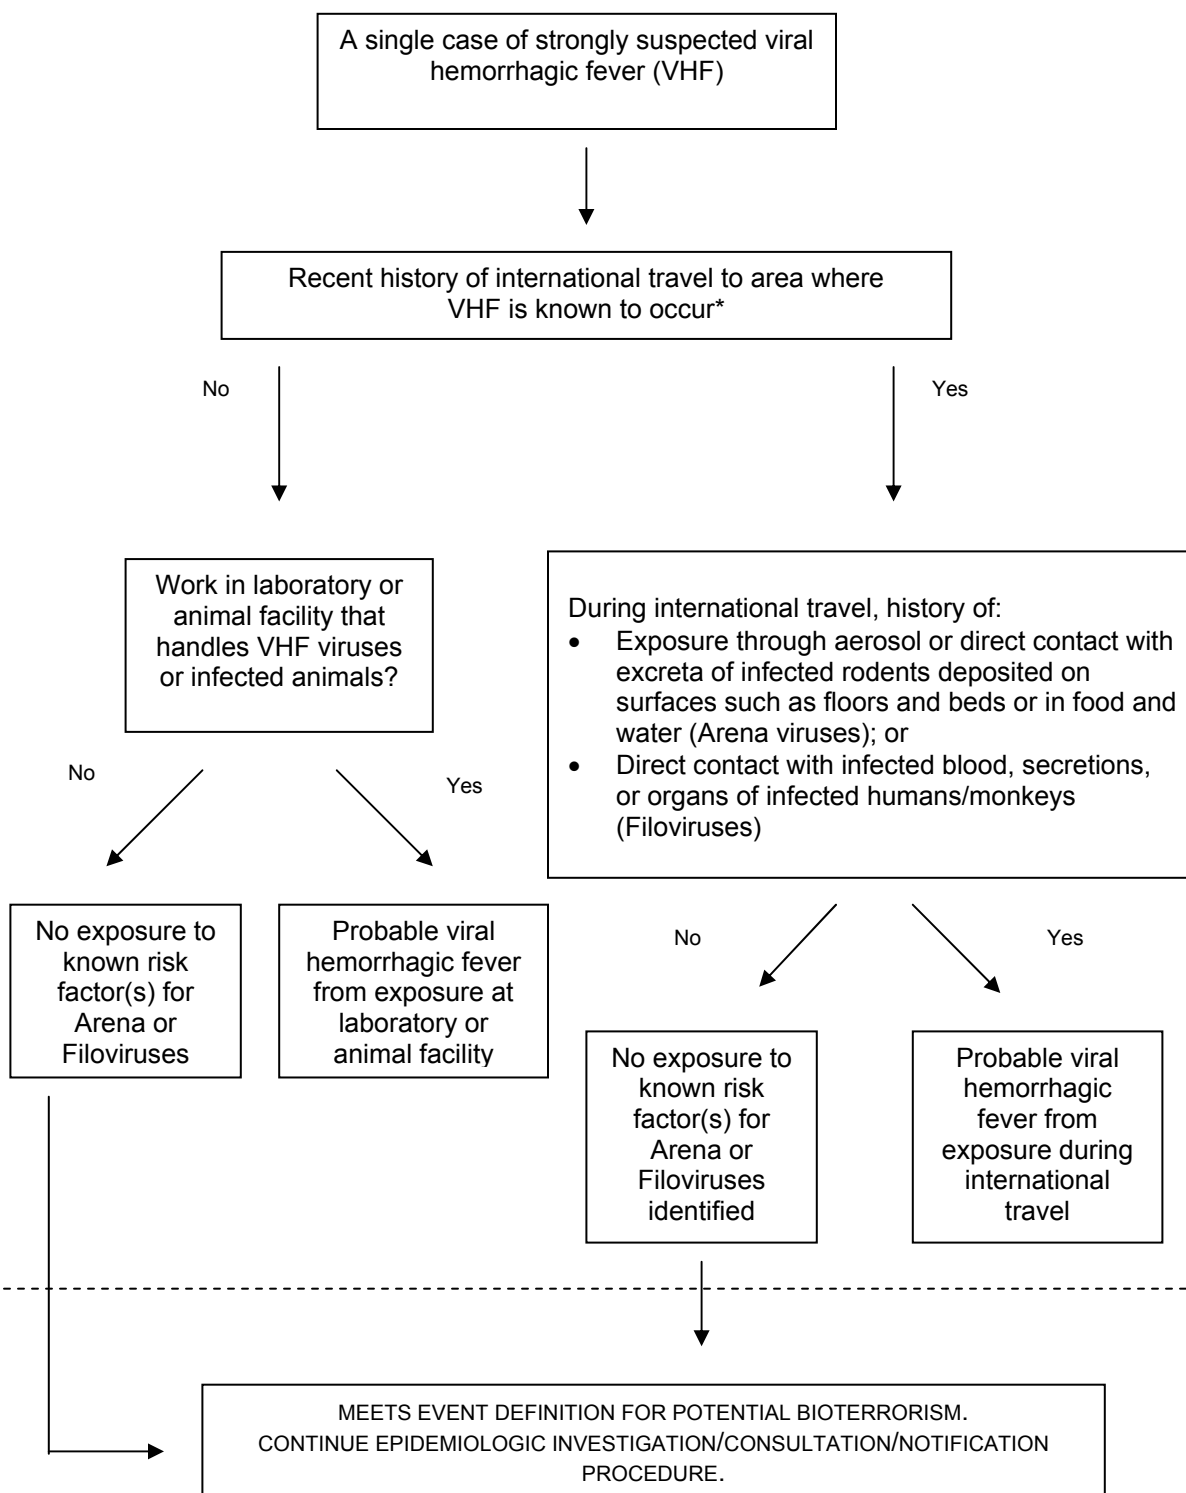 A single case of strongly suspected viral
hemorrhagic fever (VHF)
Recent history of international travel to area where
VHF is known to occur*
No
Yes
Work in laboratory or
animal facility that
handles VHF viruses
or infected animals?
During international travel, history of:
• Exposure through aerosol or direct contact with
excreta of infected rodents deposited on
surfaces such as floors and beds or in food and
water (Arena viruses); or
• Direct contact with infected blood, secretions,
or organs of infected humans/monkeys
(Filoviruses)
No
Yes
No
Yes
No exposure to
known risk
factor(s) for
Arena or
Filoviruses
Probable viral
hemorrhagic fever
from exposure at
laboratory or
animal facility
No exposure to
known risk
factor(s) for
Arena or
Filoviruses
identified
Probable viral
hemorrhagic
fever from
exposure during
international
travel
MEETS EVENT DEFINITION FOR POTENTIAL BIOTERRORISM.
CONTINUE EPIDEMIOLOGIC INVESTIGATION/CONSULTATION/NOTIFICATION
PROCEDURE.